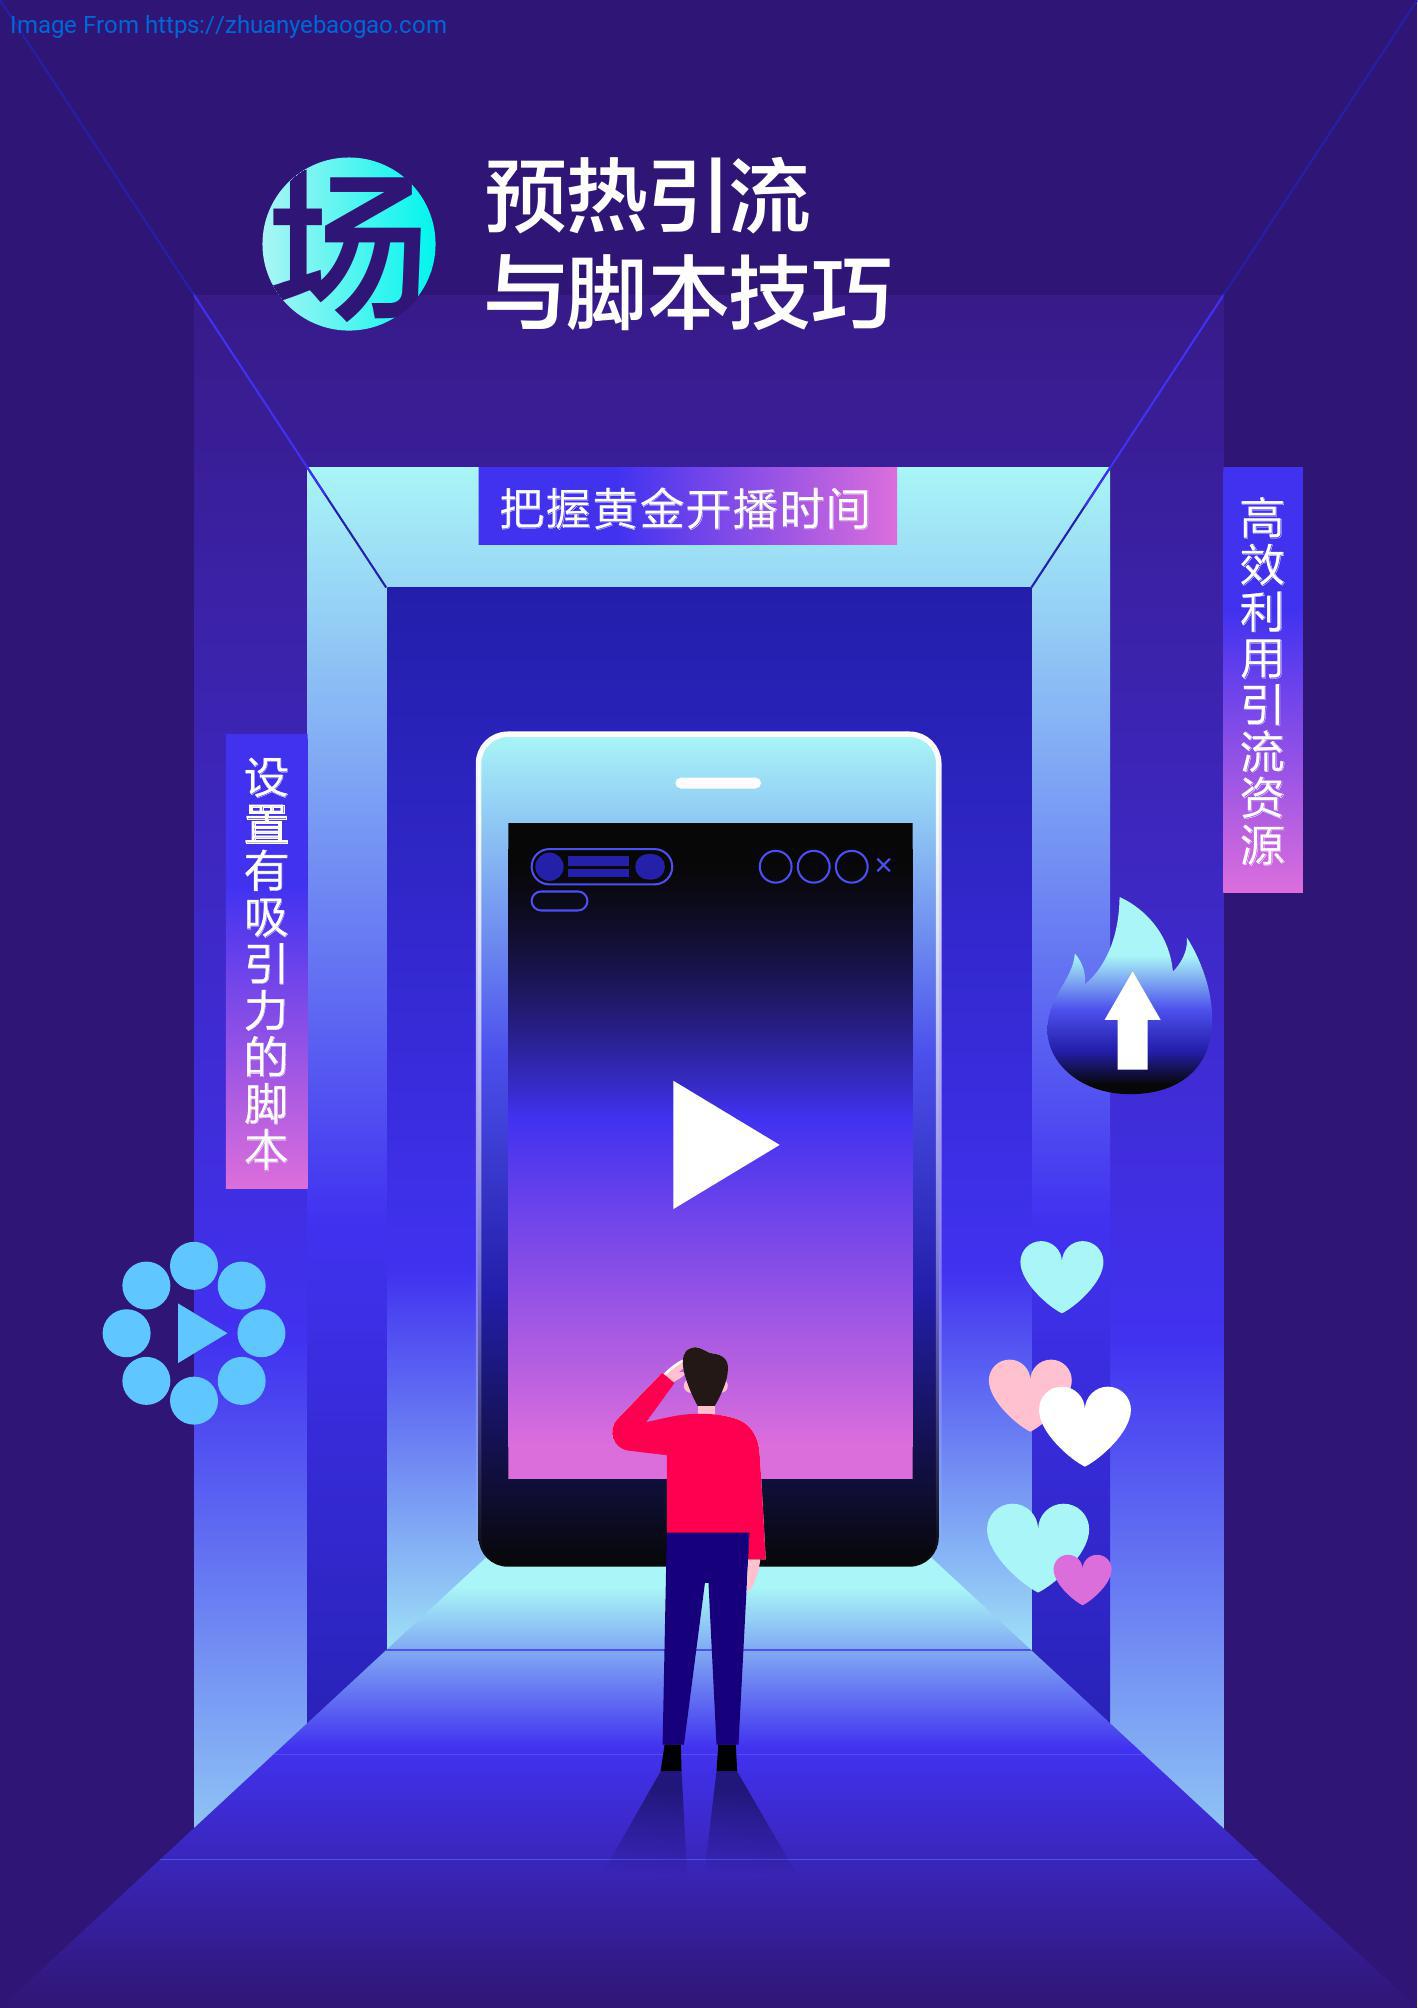 Image From https://zhuanyebaogao.com
场
预热引流
与脚本技巧
把握黄金开播时间
高效利用引流资源
设置有吸引力的脚本